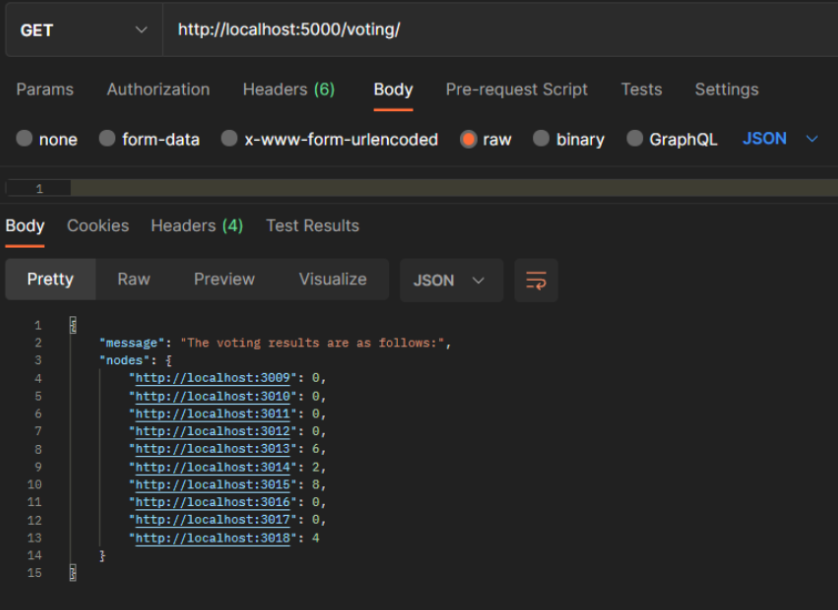 GET http://localhost:5000/voting/
Params Authorization Headers (6) Body Pre-request Script Tests Settings
none form-data x-www-form-urlencoded raw binary GraphQL JSON
1
Body Cookies Headers (4) Test Results
Pretty Raw Preview Visualize JSON
1 {
2 "message": "The voting results are as follows:",
3 "nodes": {
4 "http://localhost:3009": 0,
5 "http://localhost:3010": 0,
6 "http://localhost:3011": 0,
7 "http://localhost:3012": 0,
8 "http://localhost:3013": 6,
9 "http://localhost:3014": 2,
10 "http://localhost:3015": 8,
11 "http://localhost:3016": 0,
12 "http://localhost:3017": 0,
13 "http://localhost:3018": 4
14 }
15 }